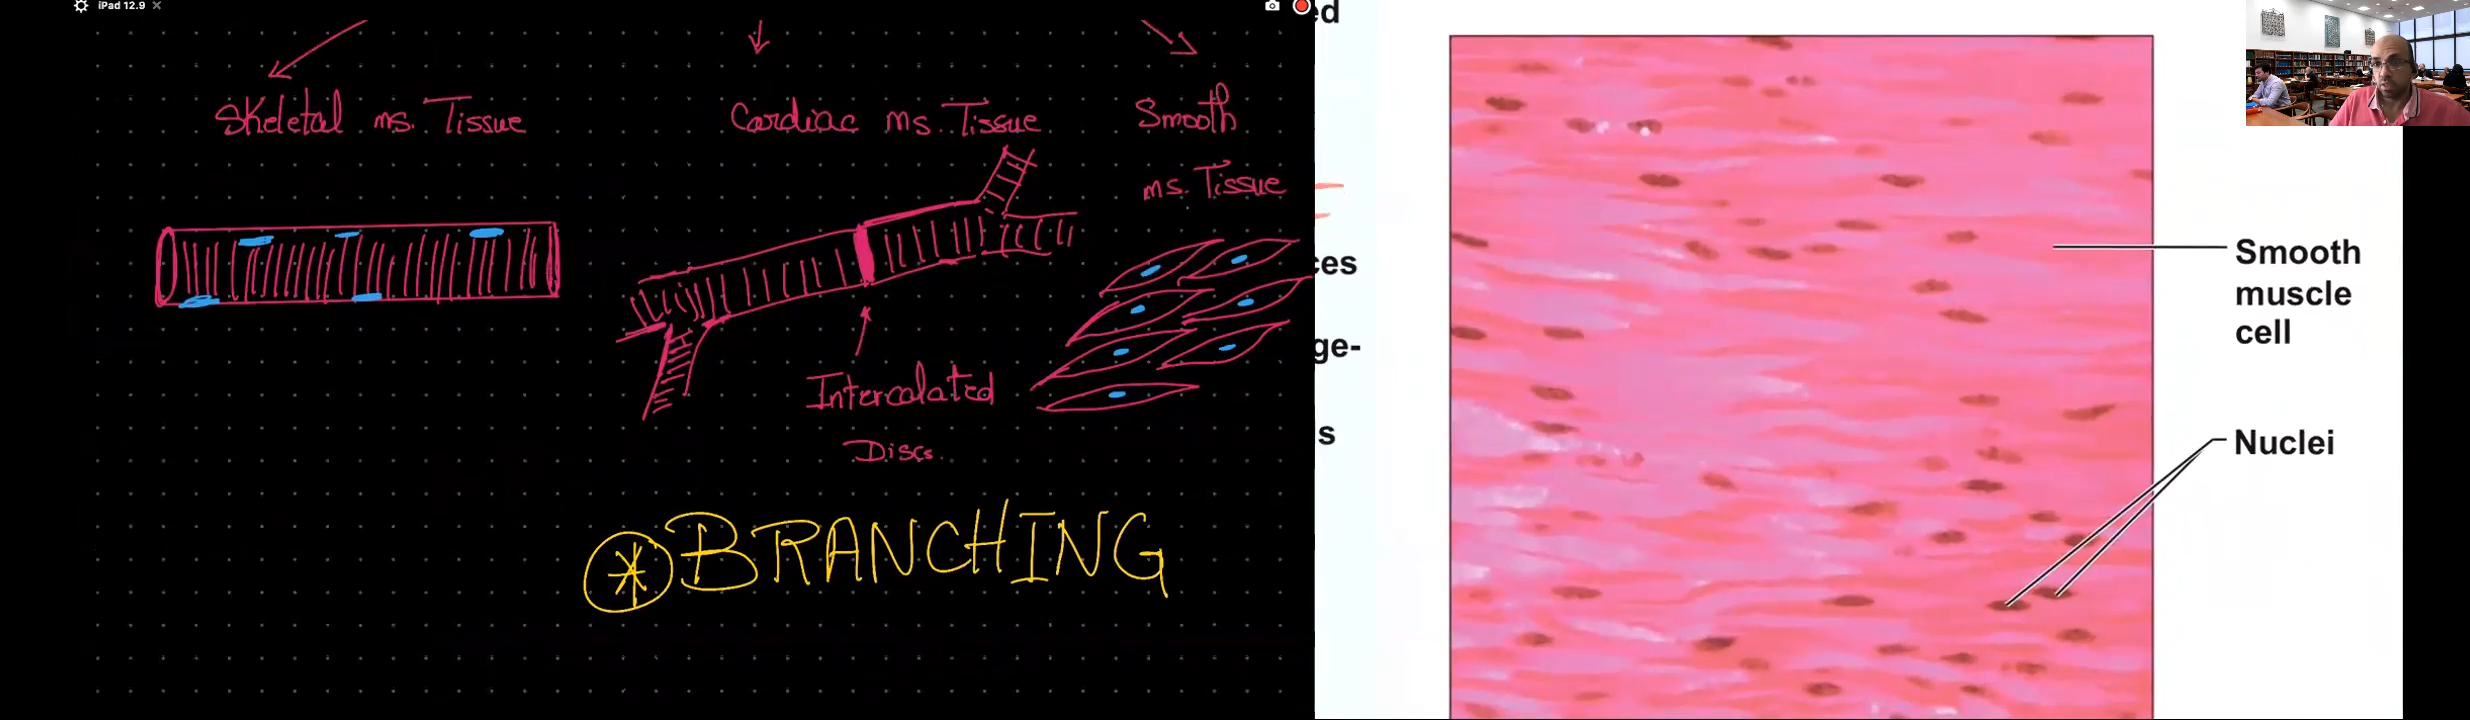 iPad 12.9
Skeletal ms. Tissue
Cardiac ms. Tissue
Smooth
ms. Tissue
Intercalated
Discs
BRANCHING
ed
ces
ge-
s
Smooth
muscle
cell
Nuclei